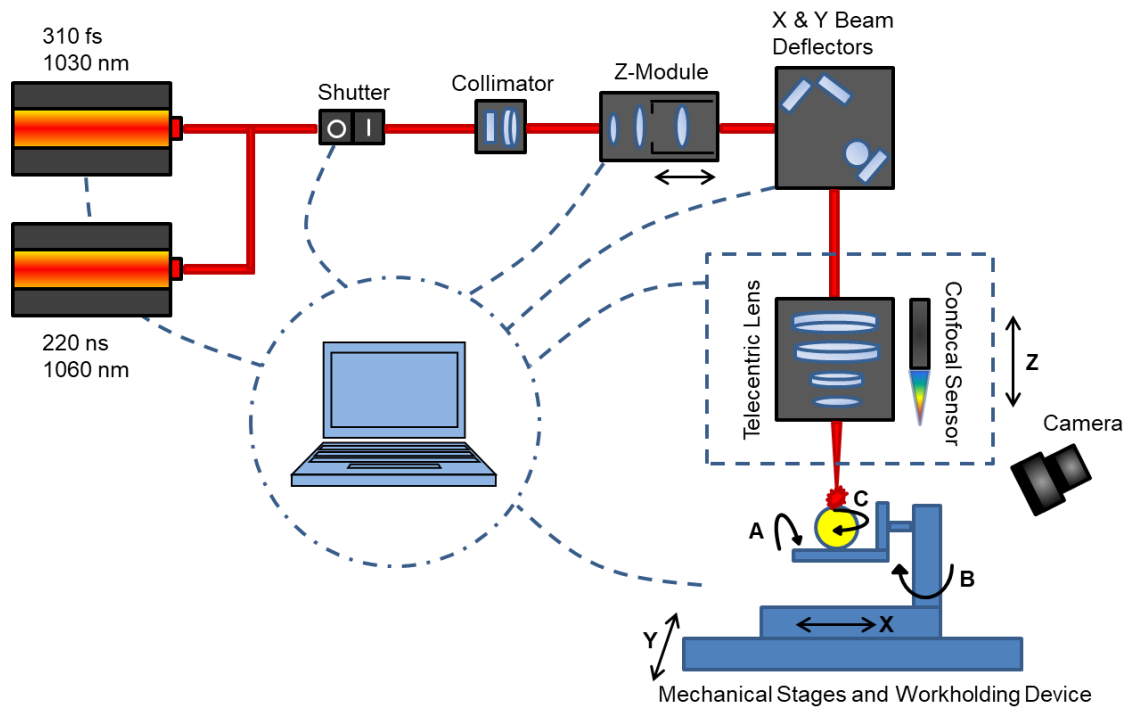 310 fs
1030 nm
Shutter
O I
Collimator
Z-Module
X & Y Beam
Deflectors
220 ns
1060 nm
Telecentric Lens
Confocal Sensor
Z
Camera
C
A
B
X
Y
Mechanical Stages and Workholding Device